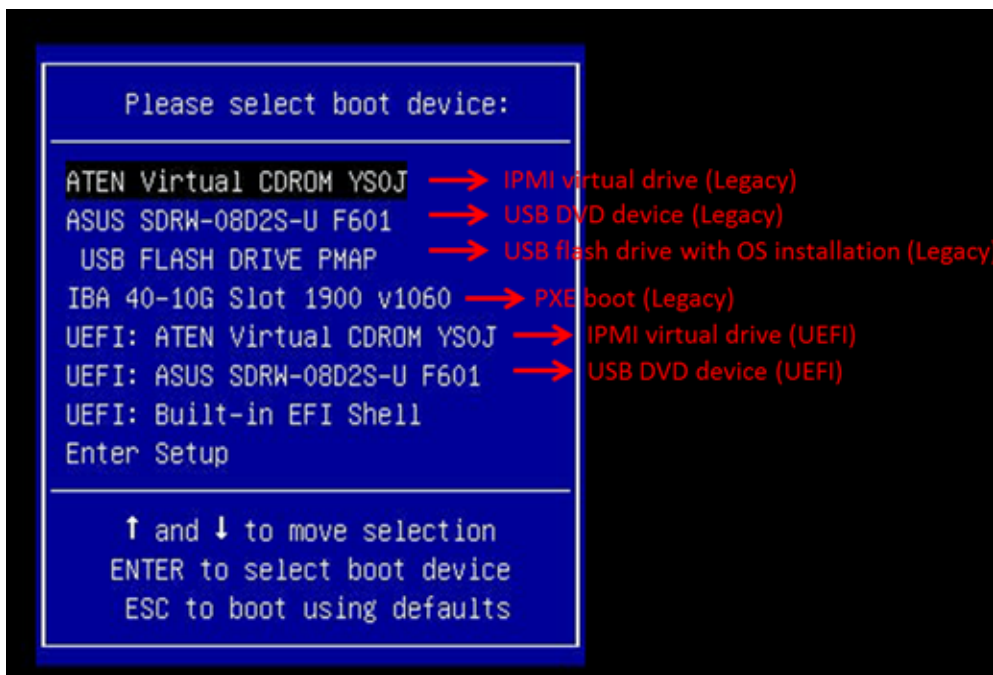 Please select boot device:
ATEN Virtual CDROM YS0J → IPMI virtual drive (Legacy)
ASUS SDRW-08D2S-U F601 → USB DVD device (Legacy)
USB FLASH DRIVE PMAP → USB flash drive with OS installation (Legacy)
IBA 40-10G Slot 1900 v1060 → PXE boot (Legacy)
UEFI: ATEN Virtual CDROM YS0J → IPMI virtual drive (UEFI)
UEFI: ASUS SDRW-08D2S-U F601 → USB DVD device (UEFI)
UEFI: Built-in EFI Shell
Enter Setup
↑ and ↓ to move selection
ENTER to select boot device
ESC to boot using defaults